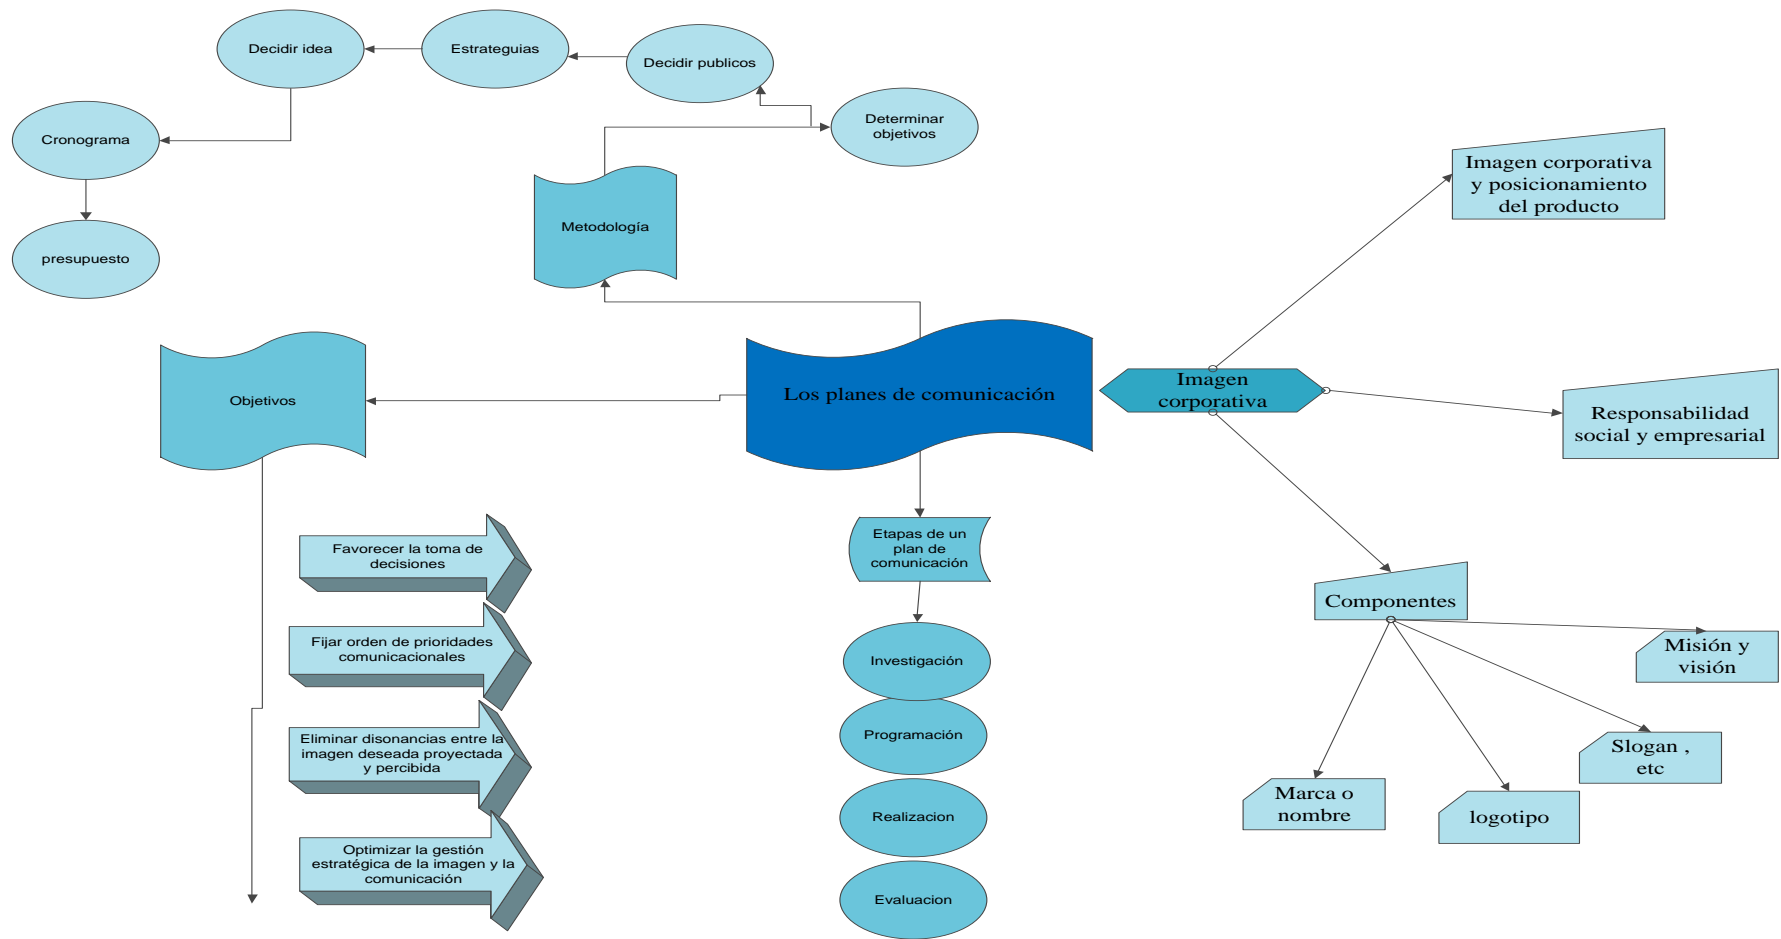 Decidir idea
Estrateguias
Decidir publicos
Determinar
objetivos
Cronograma
presupuesto
Metodología
Imagen corporativa
y posicionamiento
del producto
Objetivos
Los planes de comunicación
Imagen
corporativa
Responsabilidad
social y empresarial
Favorecer la toma de
decisiones
Fijar orden de prioridades
comunicacionales
Eliminar disonancias entre la
imagen deseada proyectada
y percibida
Optimizar la gestión
estratégica de la imagen y la
comunicación
Etapas de un
plan de
comunicación
Investigación
Programación
Realizacion
Evaluacion
Componentes
Misión y
visión
Slogan ,
etc
Marca o
nombre
logotipo